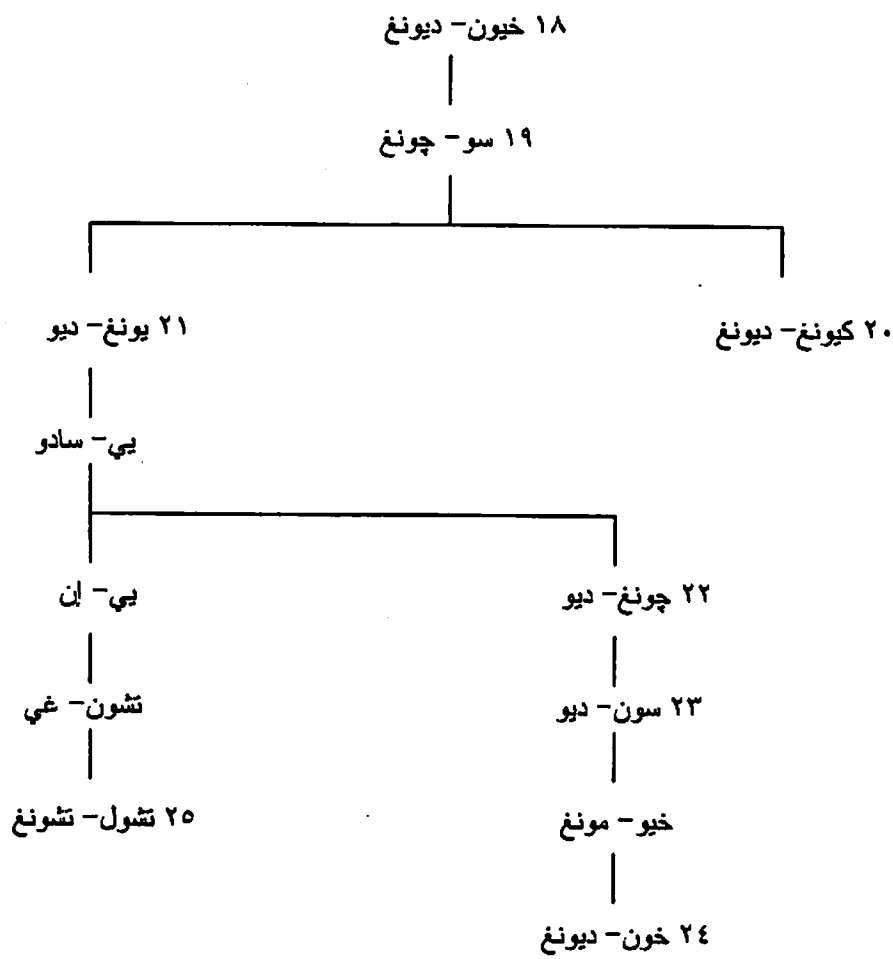 ١٨ خيون- ديونغ
١٩ سو- چونغ
٢٠ كيونغ- ديونغ
٢١ يونغ- ديو
يي- سادو
٢٢ چونغ- ديو
يي- إن
٢٣ سون- ديو
تشون- غي
خيو- مونغ
٢٥ تشول- تشونغ
٢٤ خون- ديونغ